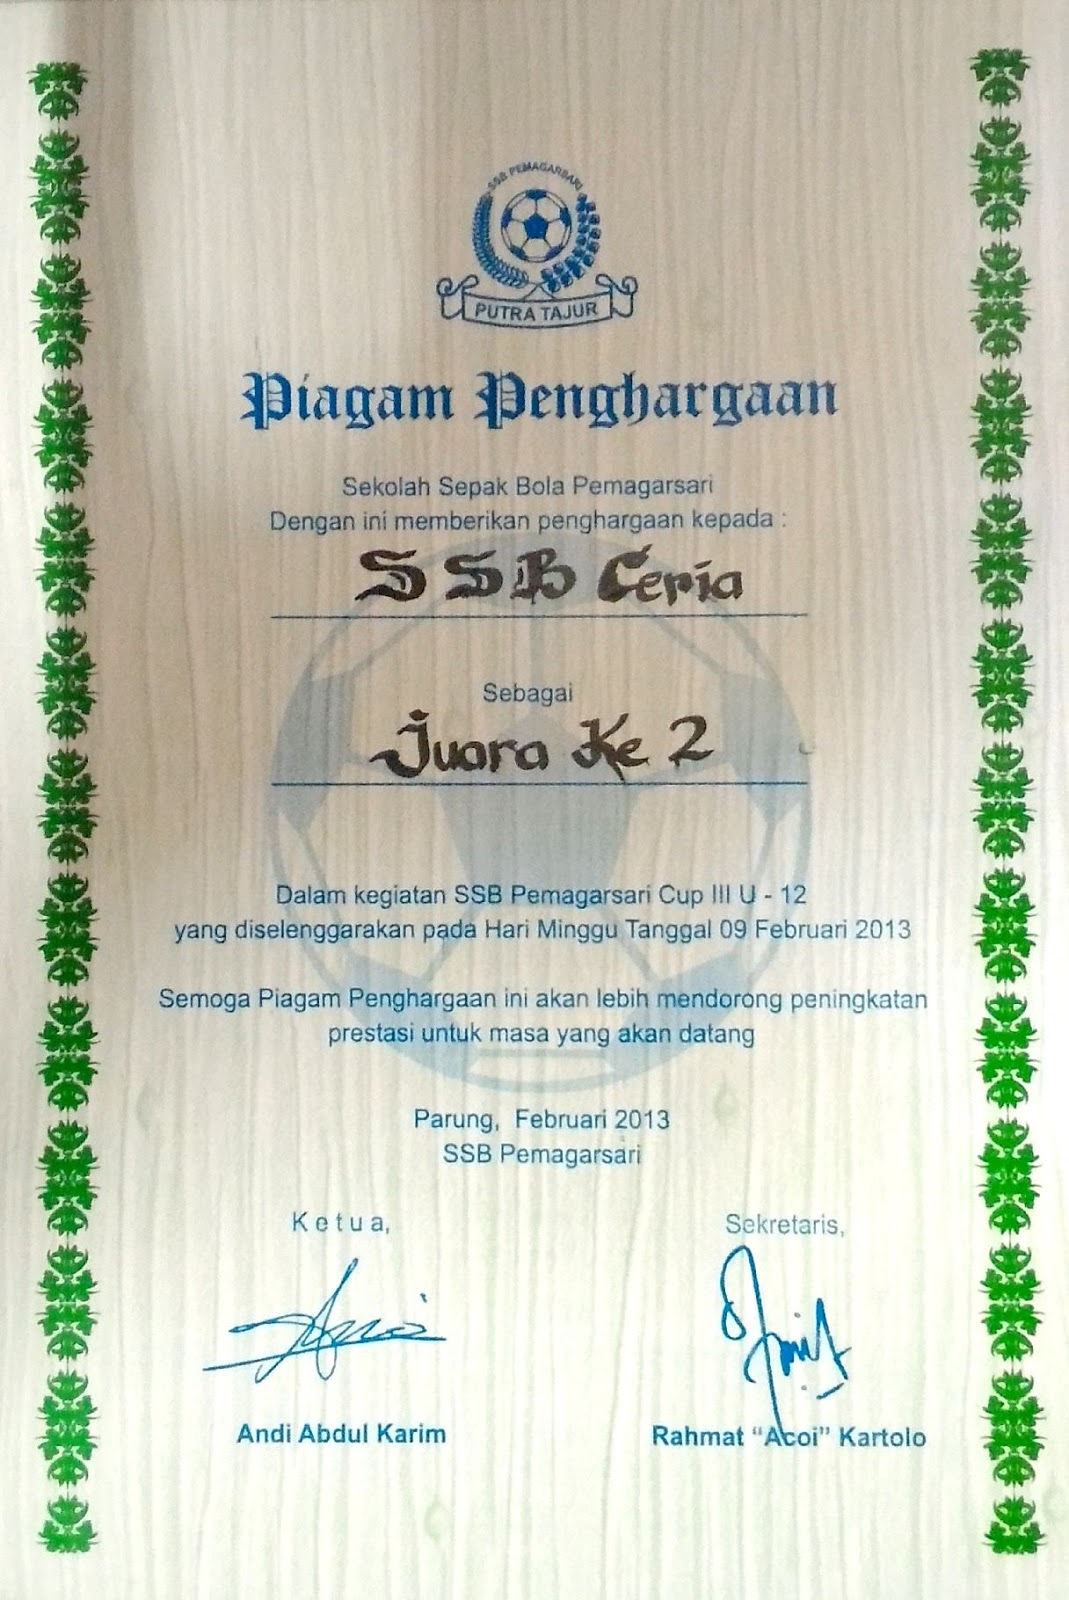 SSB PEMAGARSARI
PUTRA TAJUR
Piagam Penghargaan
Sekolah Sepak Bola Pemagarsari
Dengan ini memberikan penghargaan kepada :
SSB Ceria
Sebagai
Juara Ke 2
Dalam kegiatan SSB Pemagarsari Cup III U - 12
yang diselenggarakan pada Hari Minggu Tanggal 09 Februari 2013
Semoga Piagam Penghargaan ini akan lebih mendorong peningkatan
prestasi untuk masa yang akan datang
Parung, Februari 2013
SSB Pemagarsari
Ketua, Sekretaris,
Andi Abdul Karim Rahmat “Acoi” Kartolo